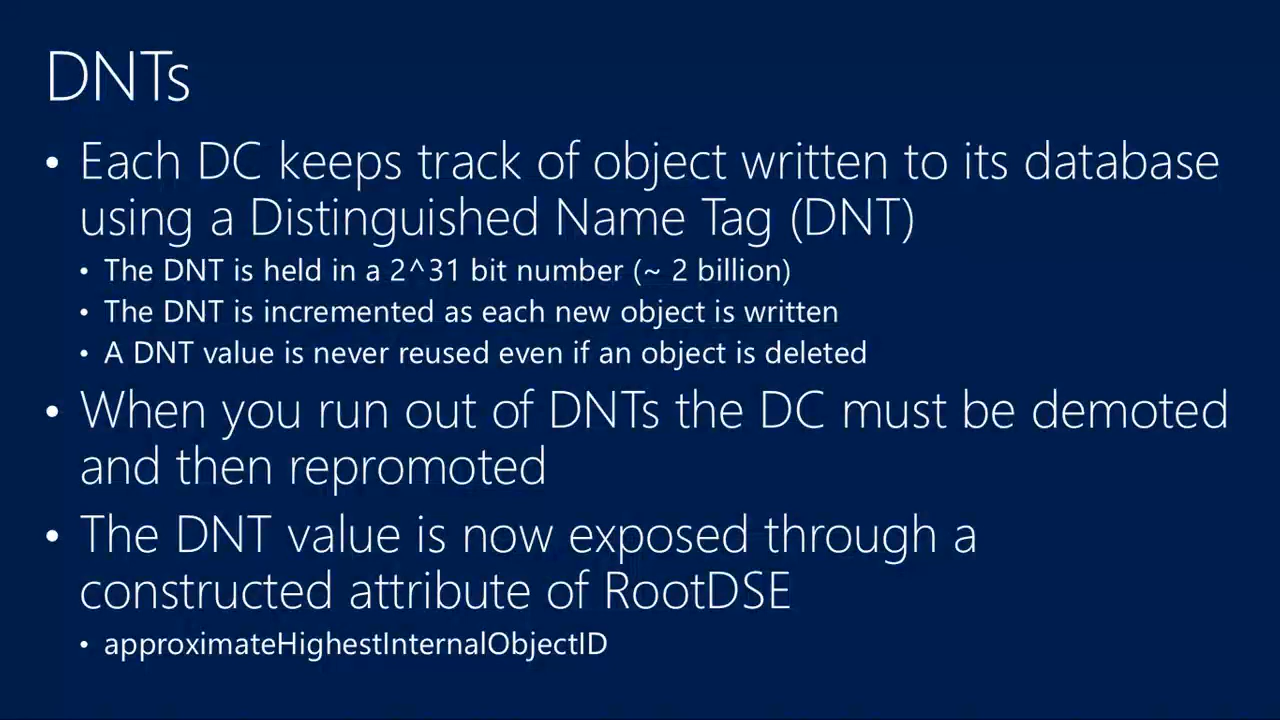 DNTs
• Each DC keeps track of object written to its database
using a Distinguished Name Tag (DNT)
• The DNT is held in a 2^31 bit number (~ 2 billion)
• The DNT is incremented as each new object is written
• A DNT value is never reused even if an object is deleted
• When you run out of DNTs the DC must be demoted
and then repromoted
• The DNT value is now exposed through a
constructed attribute of RootDSE
• approximateHighestInternalObjectID